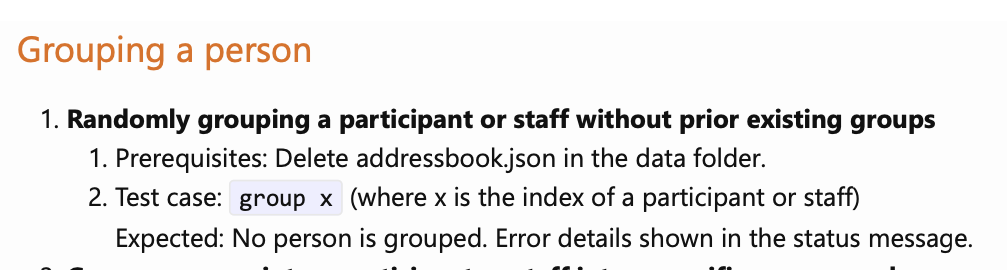 Grouping a person
1. Randomly grouping a participant or staff without prior existing groups
1. Prerequisites: Delete addressbook.json in the data folder.
2. Test case: group x (where x is the index of a participant or staff)
Expected: No person is grouped. Error details shown in the status message.